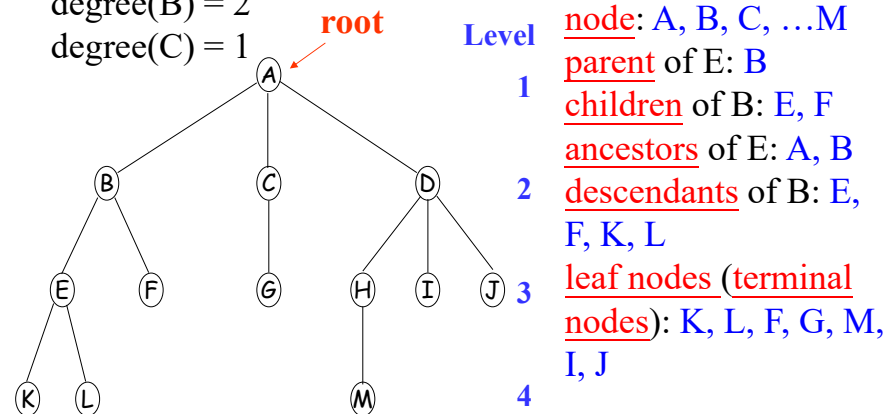 degree(B) = 2
degree(C) = 1
root
Level
A
1
B
C
D
2
E
F
G
H
I
J
3
K
L
M
4
node: A, B, C, …M
parent of E: B
children of B: E, F
ancestors of E: A, B
descendants of B: E,
F, K, L
leaf nodes (terminal
nodes): K, L, F, G, M,
I, J